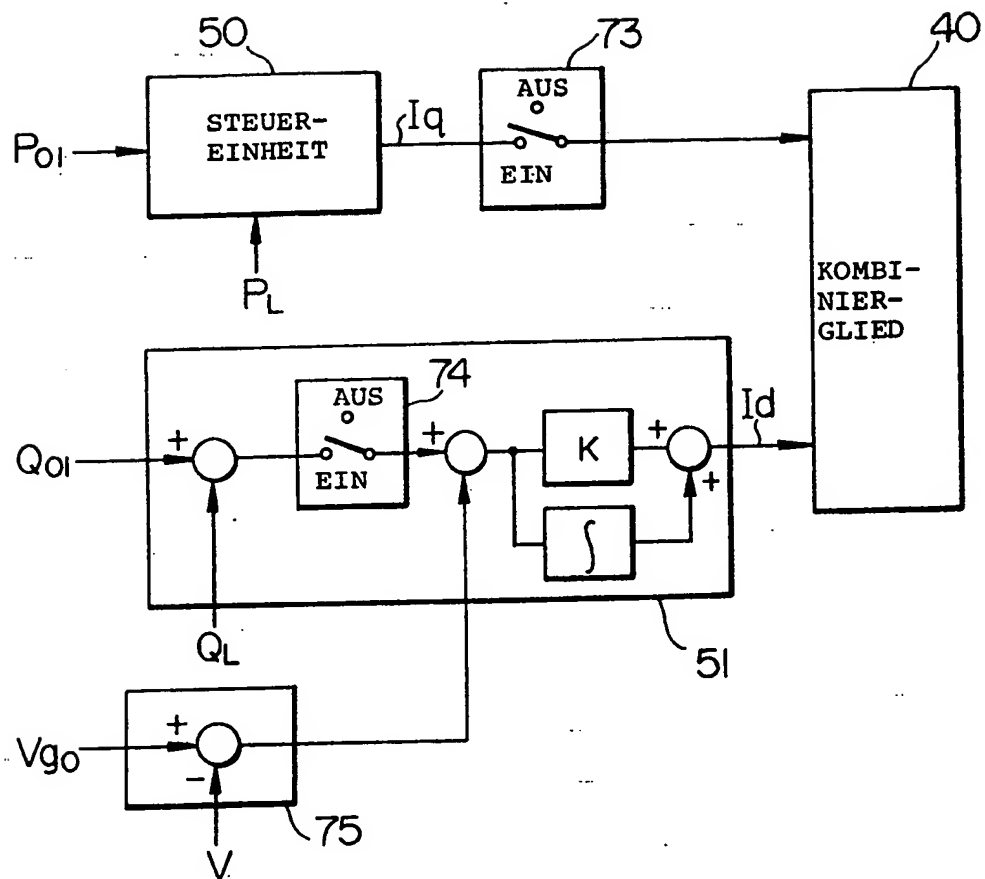 50
73
40
STEUER-
EINHEIT
Iq
AUS
EIN
P01
PL
KOMBI-
NIER-
GLIED
74
AUS
EIN
Q01
+
+
K
+
+
Id
∫
QL
51
Vg0
+
-
75
V